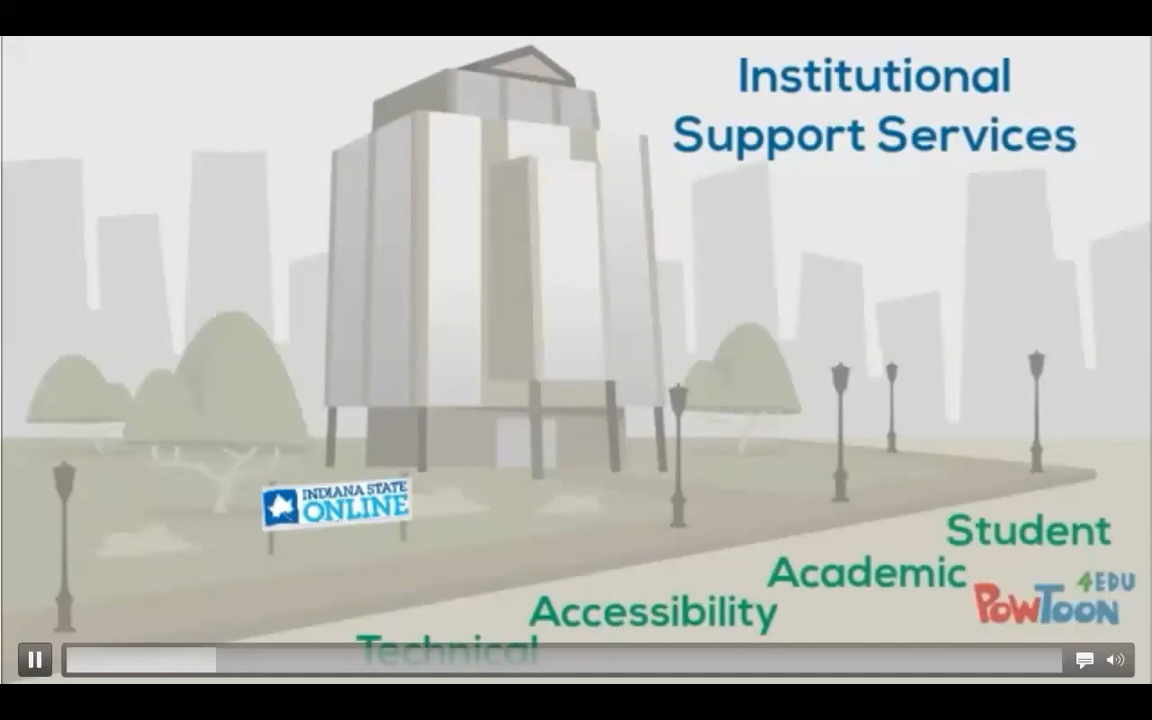 Institutional
Support Services
INDIANA STATE
ONLINE
Student
Academic
4EDU
POWTOON
Accessibility
Technical